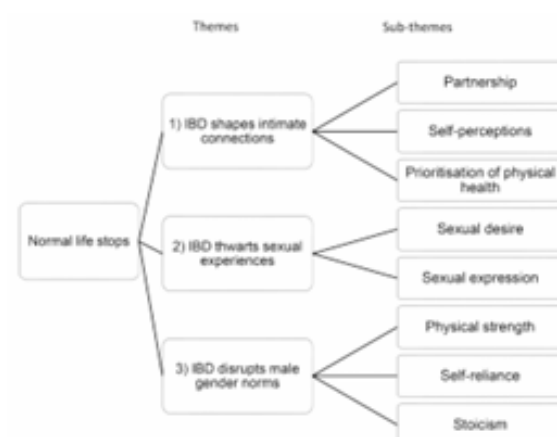 Themes
Sub-themes
Normal life stops
1) IBD shapes intimate
connections
Partnership
Self-perceptions
Prioritisation of physical
health
2) IBD thwarts sexual
experiences
Sexual desire
Sexual expression
3) IBD disrupts male
gender norms
Physical strength
Self-reliance
Stoicism